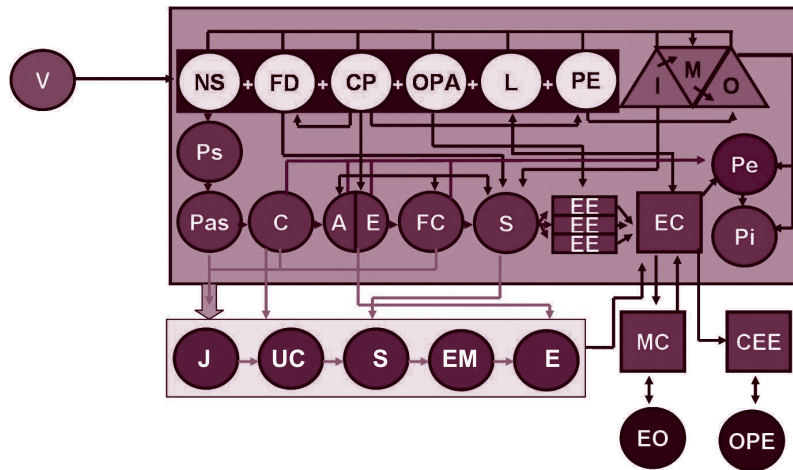 V
NS + FD + CP + OPA + L + PE
I M O
Ps
Pe
Pas C A E FC S EE EC Pi
EE
EE
J UC S EM E
MC CEE
EO OPE